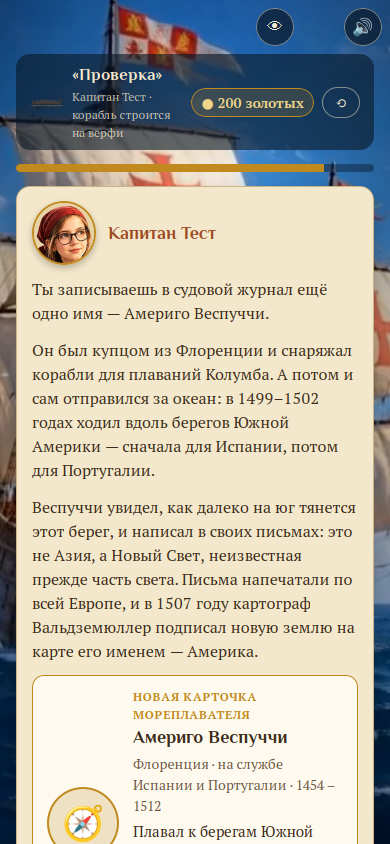 «Проверка»
Капитан Тест ·
корабль строится
на верфи
200 золотых
Капитан Тест
Ты записываешь в судовой журнал ещё
одно имя — Америго Веспуччи.
Он был купцом из Флоренции и снаряжал
корабли для плаваний Колумба. А потом и
сам отправился за океан: в 1499–1502
годах ходил вдоль берегов Южной
Америки — сначала для Испании, потом
для Португалии.
Веспуччи увидел, как далеко на юг тянется
этот берег, и написал в своих письмах: это
не Азия, а Новый Свет, неизвестная
прежде часть света. Письма напечатали по
всей Европе, и в 1507 году картограф
Вальдземюллер подписал новую землю на
карте его именем — Америка.
НОВАЯ КАРТОЧКА
МОРЕПЛАВАТЕЛЯ
Америго Веспуччи
Флоренция · на службе
Испании и Португалии · 1454 –
1512
Плавал к берегам Южной